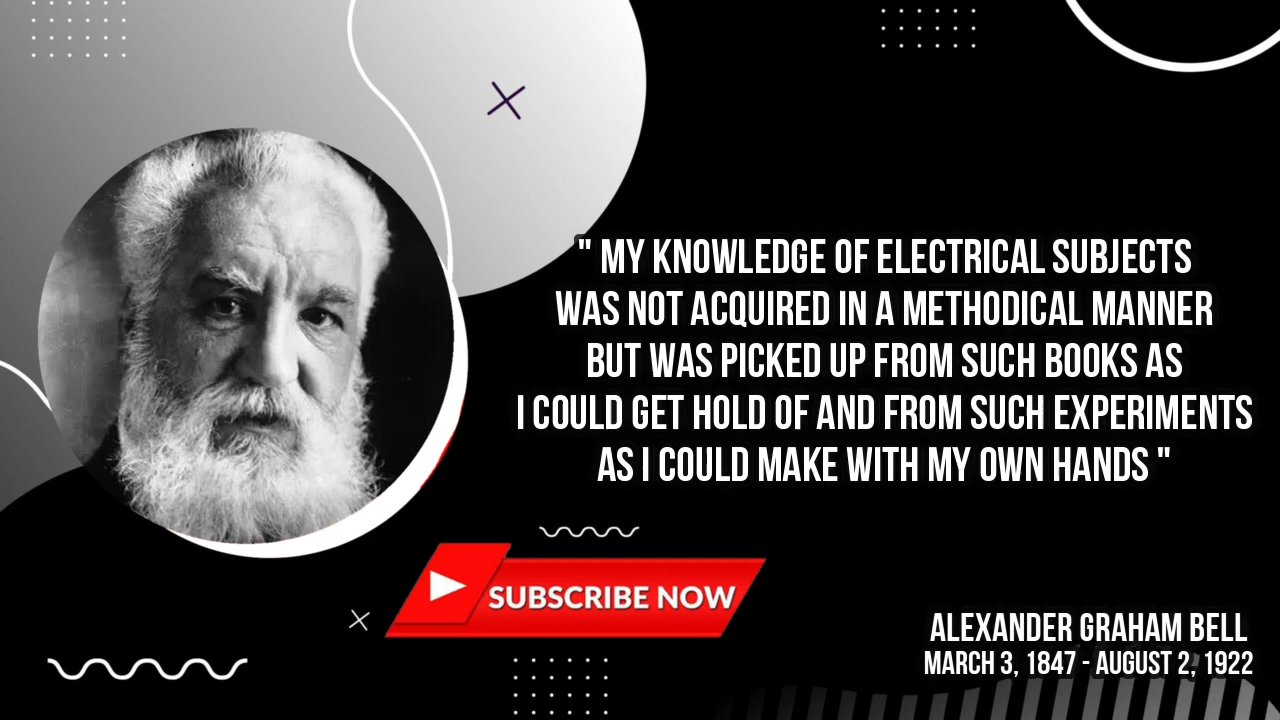 " MY KNOWLEDGE OF ELECTRICAL SUBJECTS
WAS NOT ACQUIRED IN A METHODICAL MANNER
BUT WAS PICKED UP FROM SUCH BOOKS AS
I COULD GET HOLD OF AND FROM SUCH EXPERIMENTS
AS I COULD MAKE WITH MY OWN HANDS "
SUBSCRIBE NOW
ALEXANDER GRAHAM BELL
MARCH 3, 1847 - AUGUST 2, 1922